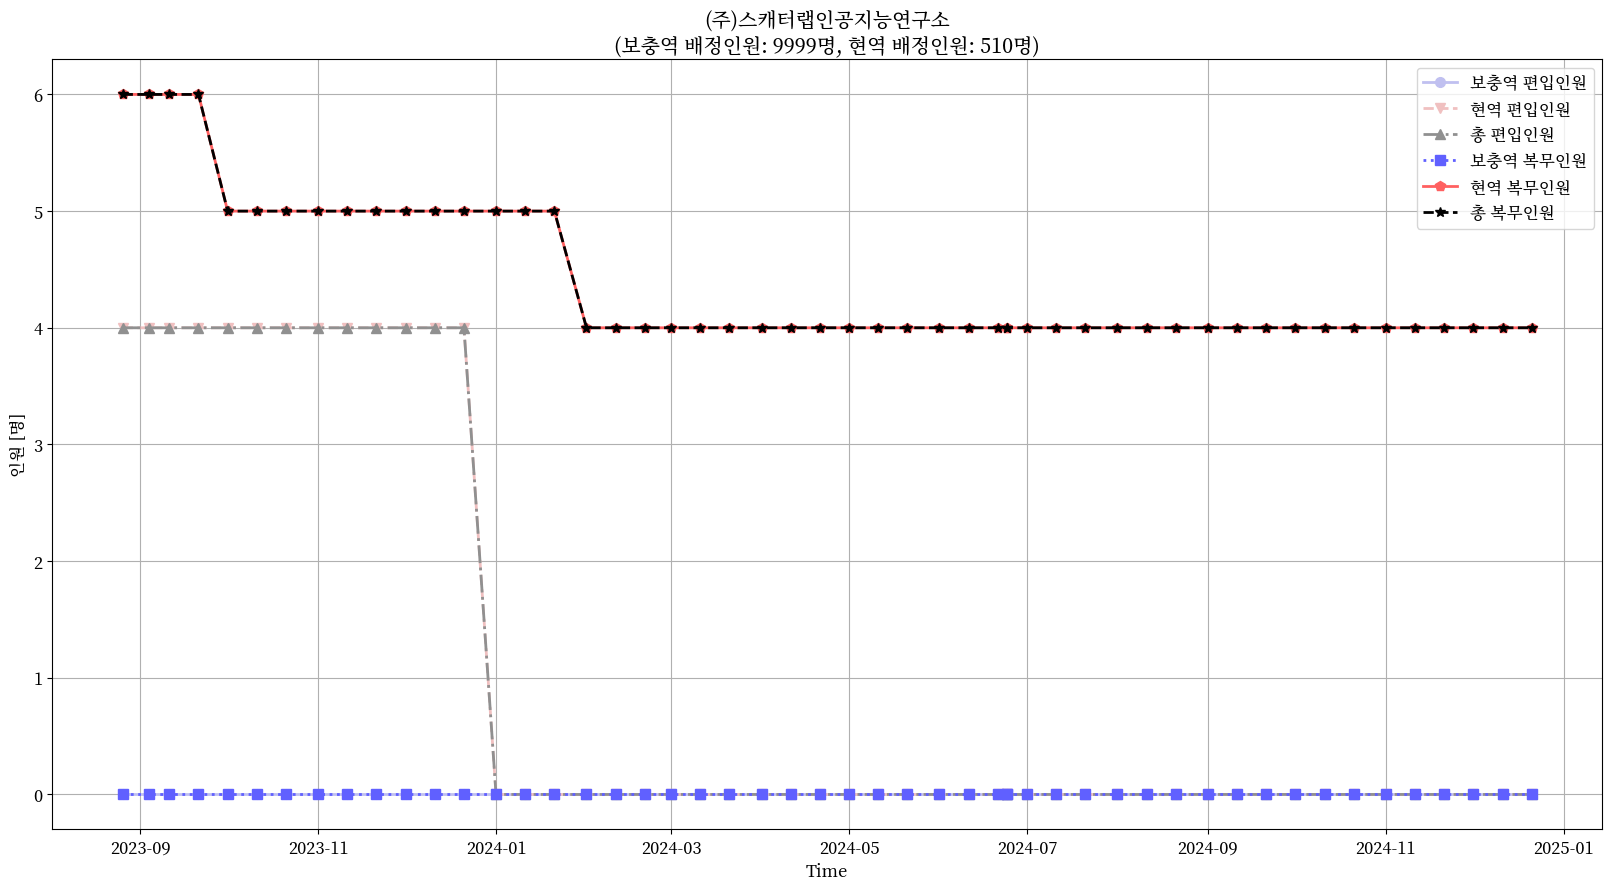 (주)스캐터랩인공지능연구소
(보충역 배정인원: 9999명, 현역 배정인원: 510명)
보충역 편입인원
현역 편입인원
총 편입인원
보충역 복무인원
현역 복무인원
총 복무인원
인원 [명]
6
5
4
3
2
1
0
2023-09 2023-11 2024-01 2024-03 2024-05 2024-07 2024-09 2024-11 2025-01
Time